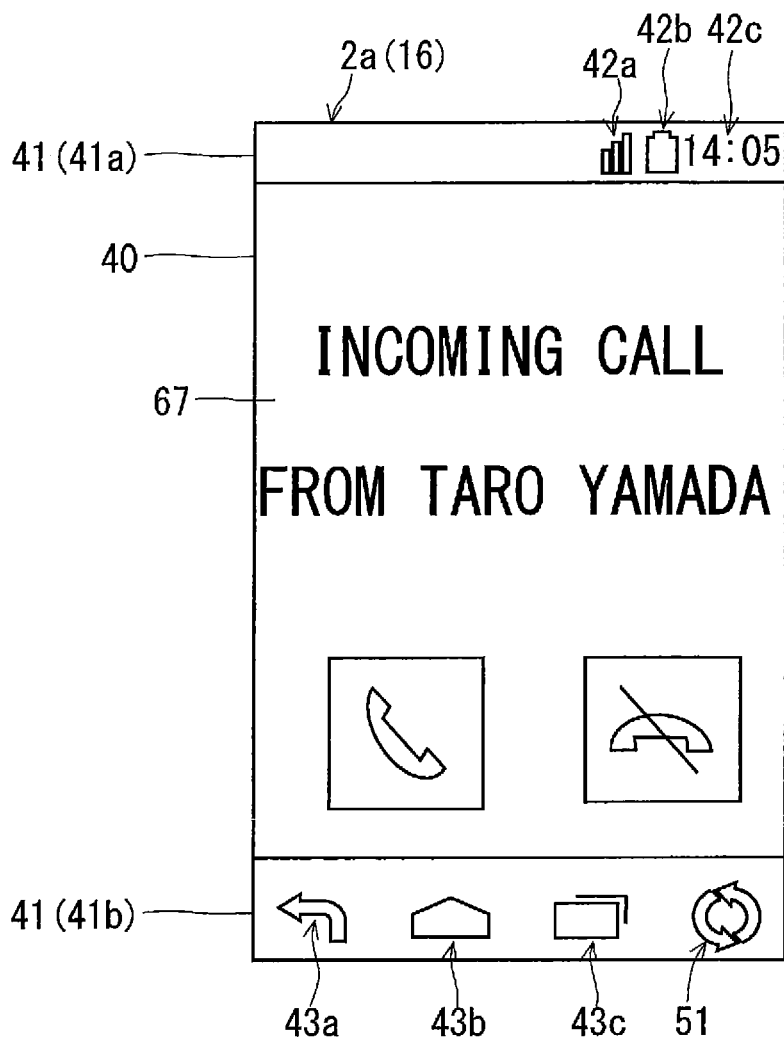 42b 42c
2a(16) 42a
41(41a) 14:05
40
INCOMING CALL
67
FROM TARO YAMADA
41(41b)
43a 43b 43c 51